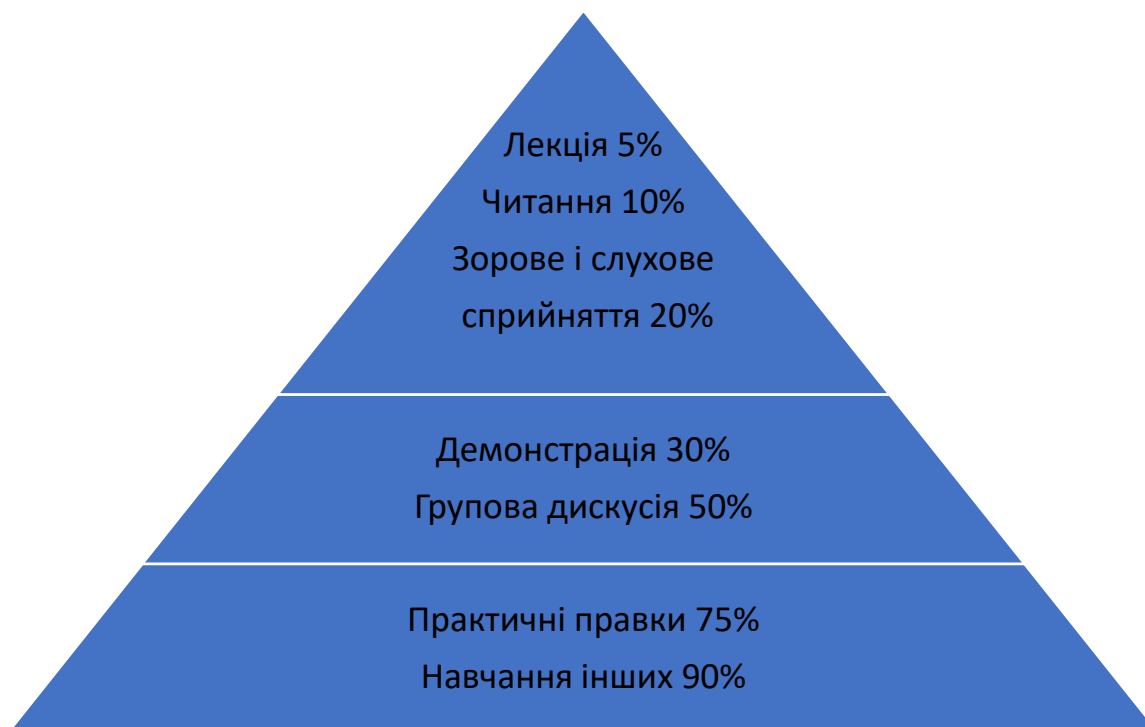 Лекція 5%
Читання 10%
Зорове і слухове
сприйняття 20%
Демонстрація 30%
Групова дискусія 50%
Практичні правки 75%
Навчання інших 90%